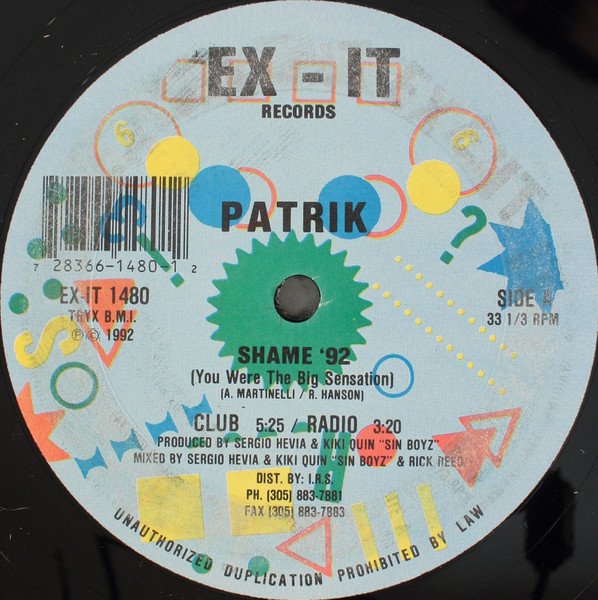 EX-IT
RECORDS
PATRIK
7 28366-1480-1 2
EX-IT 1480
TRYX B.M.I.
Ⓟ © 1992
SIDE A
33 1/3 RPM
SHAME '92
(You Were The Big Sensation)
(A. MARTINELLI / R. HANSON)
CLUB 5:25 / RADIO 3:20
PRODUCED BY SERGIO HEVIA & KIKI QUIN "SIN BOYZ"
MIXED BY SERGIO HEVIA & KIKI QUIN "SIN BOYZ" & RICK REED
DIST. BY: I.R.S.
PH. (305) 883-7881
FAX (305) 883-7883
UNAUTHORIZED DUPLICATION PROHIBITED BY LAW